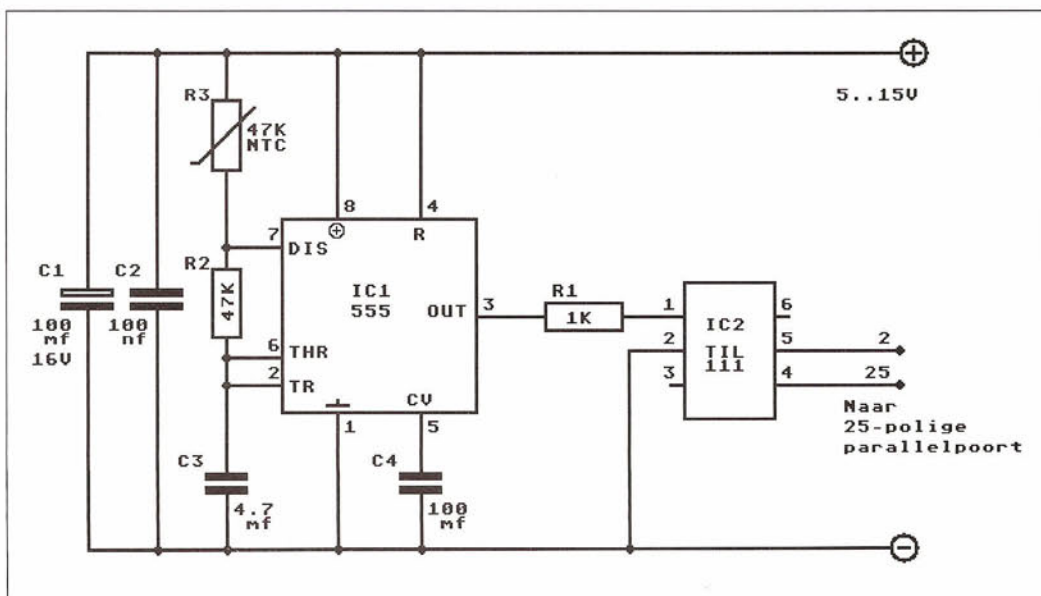 5..15V
R3
47K
NTC
8
4
R
7
DIS
C1
C2
R2
47K
IC1
555
OUT
3
R1
1K
1
IC2
6
100
mf
16V
100
nf
2
TIL
111
5
2
6
THR
3
4
25
2
TR
CV
Naar
25-polige
parallelpoort
1
5
C3
C4
4.7
mf
100
mf